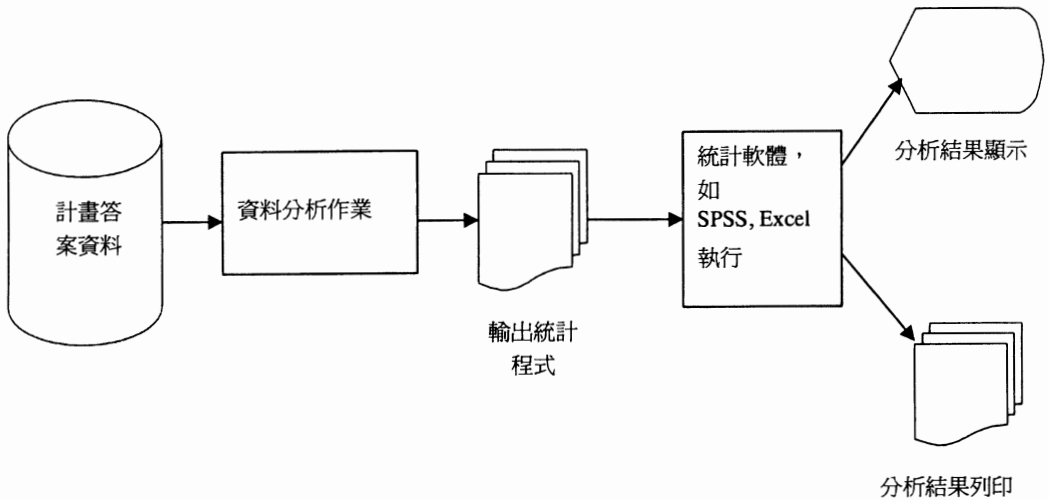 計畫答
案資料
資料分析作業
輸出統計
程式
統計軟體，
如
SPSS, Excel
執行
分析結果顯示
分析結果列印